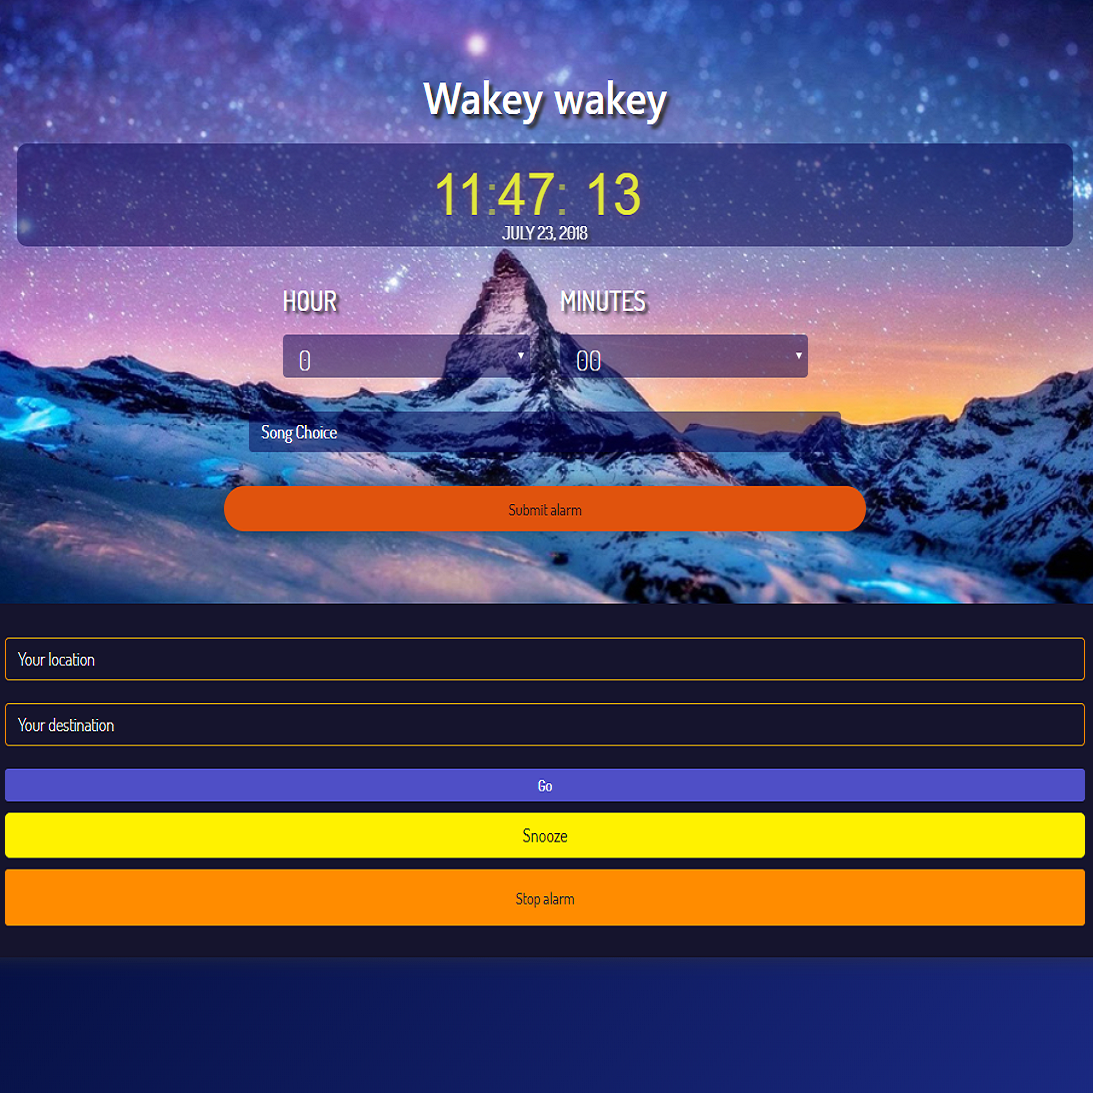 Wakey wakey
11:47: 13
JULY 23, 2018
HOUR MINUTES
0 00
Song Choice
Submit alarm
Your location
Your destination
Go
Snooze
Stop alarm